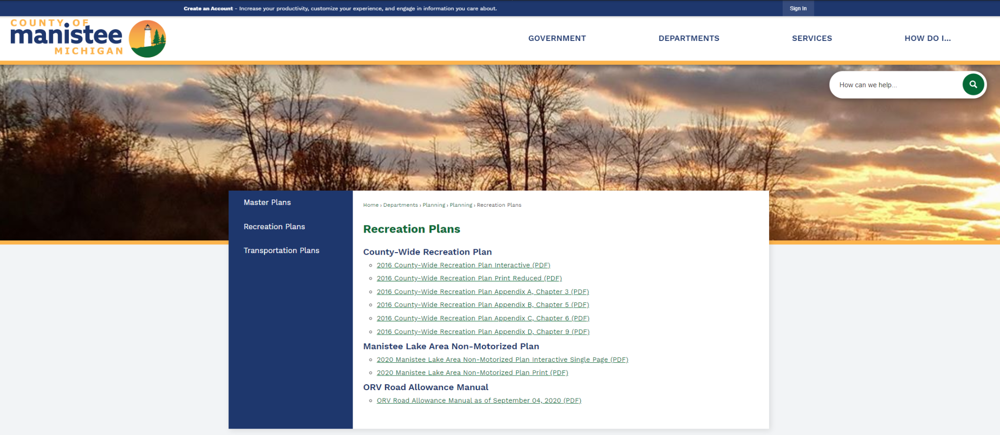 Create an Account - Increase your productivity, customize your experience, and engage in information you care about.
Sign In
COUNTY OF
manistee
MICHIGAN
GOVERNMENT
DEPARTMENTS
SERVICES
HOW DO I...
How can we help...
Master Plans
Recreation Plans
Transportation Plans
Home › Departments › Planning › Planning › Recreation Plans
Recreation Plans
County-Wide Recreation Plan
2016 County-Wide Recreation Plan Interactive (PDF)
2016 County-Wide Recreation Plan Print Reduced (PDF)
2016 County-Wide Recreation Plan Appendix A, Chapter 3 (PDF)
2016 County-Wide Recreation Plan Appendix B, Chapter 5 (PDF)
2016 County-Wide Recreation Plan Appendix C, Chapter 6 (PDF)
2016 County-Wide Recreation Plan Appendix D, Chapter 9 (PDF)
Manistee Lake Area Non-Motorized Plan
2020 Manistee Lake Area Non-Motorized Plan Interactive Single Page (PDF)
2020 Manistee Lake Area Non-Motorized Plan Print (PDF)
ORV Road Allowance Manual
ORV Road Allowance Manual as of September 04, 2020 (PDF)